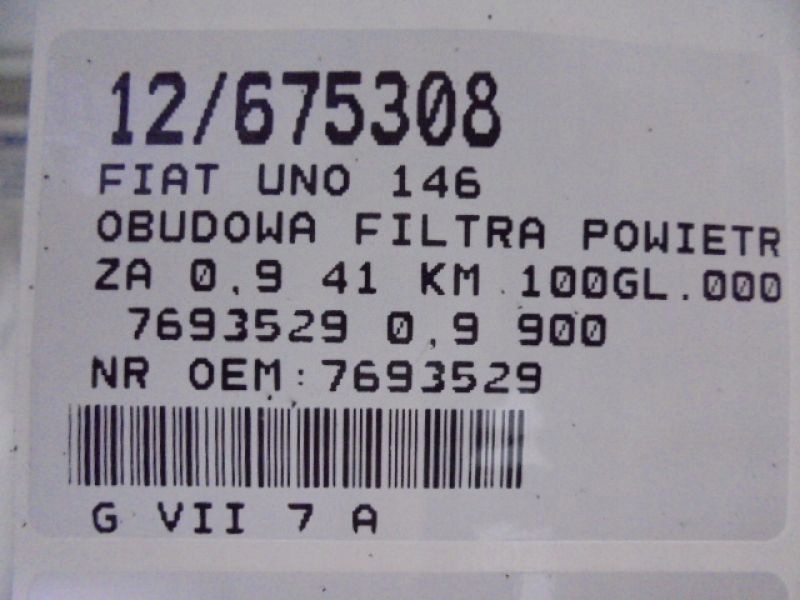 12/675308
FIAT UNO 146
OBUDOWA FILTRA POWIETR
ZA 0.9 41 KM 100GL.000
7693529 0.9 900
NR OEM:7693529
G VII 7 A